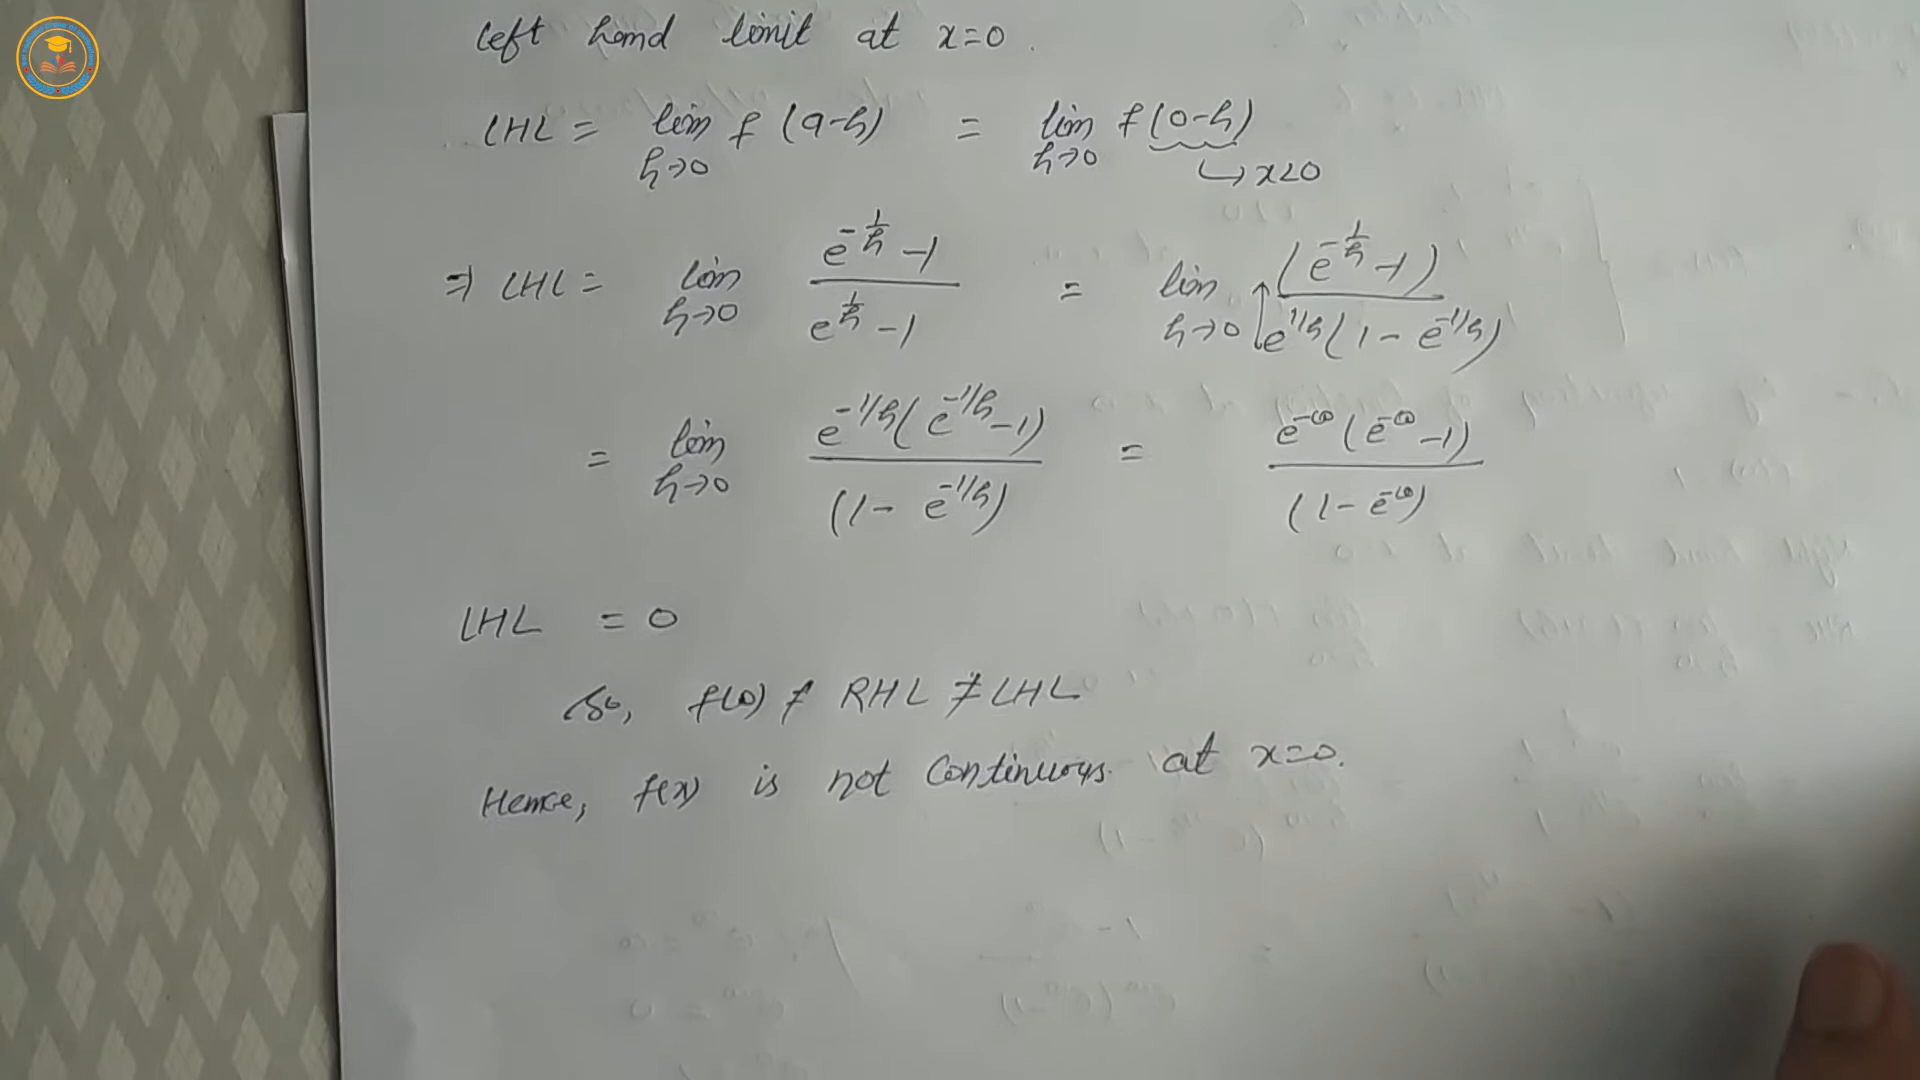 left hand limit at x=0.
LHL = lim h→0 f(a-h) = lim h→0 f(0-h)
↳ x<0
⇒ LHL = lim h→0 (e^{-1/h} -1)/(e^{1/h} -1) = lim h→0 (e^{-1/h} -1)/(e^{1/h}(1 - e^{-1/h}))
= lim h→0 e^{-1/h}(e^{-1/h} -1)/(1 - e^{-1/h}) = e^{-∞}(e^{-∞} -1)/(1 - e^{-∞})
LHL = 0
So, f(0) ≠ RHL ≠ LHL
Hence, f(x) is not continuous at x=0.